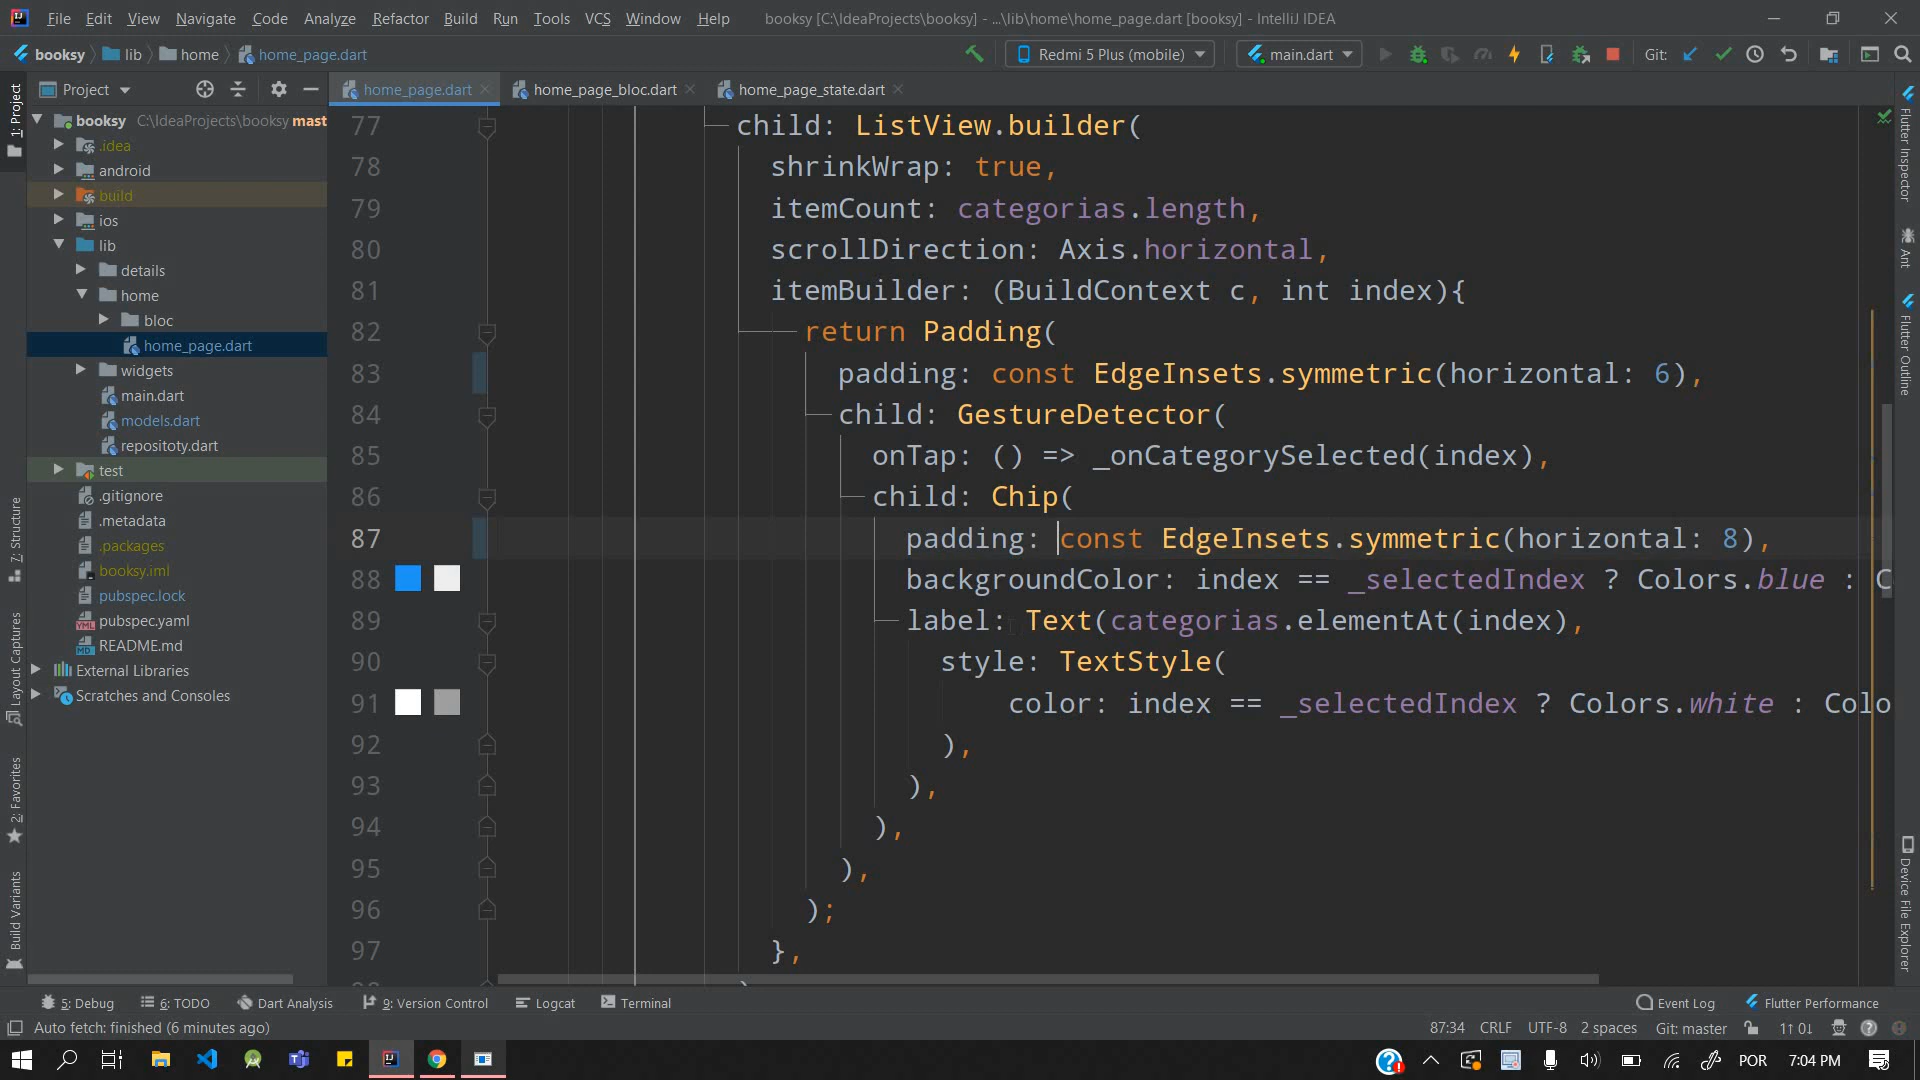 File Edit View Navigate Code Analyze Refactor Build Run Tools VCS Window Help booksy [C:\IdeaProjects\booksy] - ...\lib\home\home_page.dart [booksy] - IntelliJ IDEA
booksy lib home home_page.dart Redmi 5 Plus (mobile) main.dart Git:
Project home_page.dart home_page_bloc.dart home_page_state.dart
booksy C:\IdeaProjects\booksy mast
.idea
android
build
ios
lib
details
home
bloc
home_page.dart
widgets
main.dart
models.dart
repositoty.dart
test
.gitignore
.metadata
.packages
booksy.iml
pubspec.lock
pubspec.yaml
README.md
External Libraries
Scratches and Consoles
1: Project
7: Structure
Layout Captures
2: Favorites
Build Variants
77 child: ListView.builder(
78 shrinkWrap: true,
79 itemCount: categorias.length,
80 scrollDirection: Axis.horizontal,
81 itemBuilder: (BuildContext c, int index){
82 return Padding(
83 padding: const EdgeInsets.symmetric(horizontal: 6),
84 child: GestureDetector(
85 onTap: () => _onCategorySelected(index),
86 child: Chip(
87 padding: const EdgeInsets.symmetric(horizontal: 8),
88 backgroundColor: index == _selectedIndex ? Colors.blue : C
89 label: Text(categorias.elementAt(index),
90 style: TextStyle(
91 color: index == _selectedIndex ? Colors.white : Colo
92 ),
93 ),
94 ),
95 ),
96 );
97 },
Flutter Inspector
Ant
Flutter Outline
Device File Explorer
5: Debug 6: TODO Dart Analysis 9: Version Control Logcat Terminal Event Log Flutter Performance
Auto fetch: finished (6 minutes ago) 87:34 CRLF UTF-8 2 spaces Git: master 1↑ 0↓
POR 7:04 PM